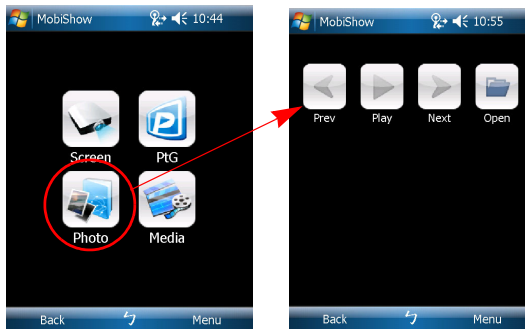 MobiShow 10:44
Screen PtG
Photo Media
Back ㄅ Menu
MobiShow 10:55
Prev Play Next Open
Back ㄅ Menu